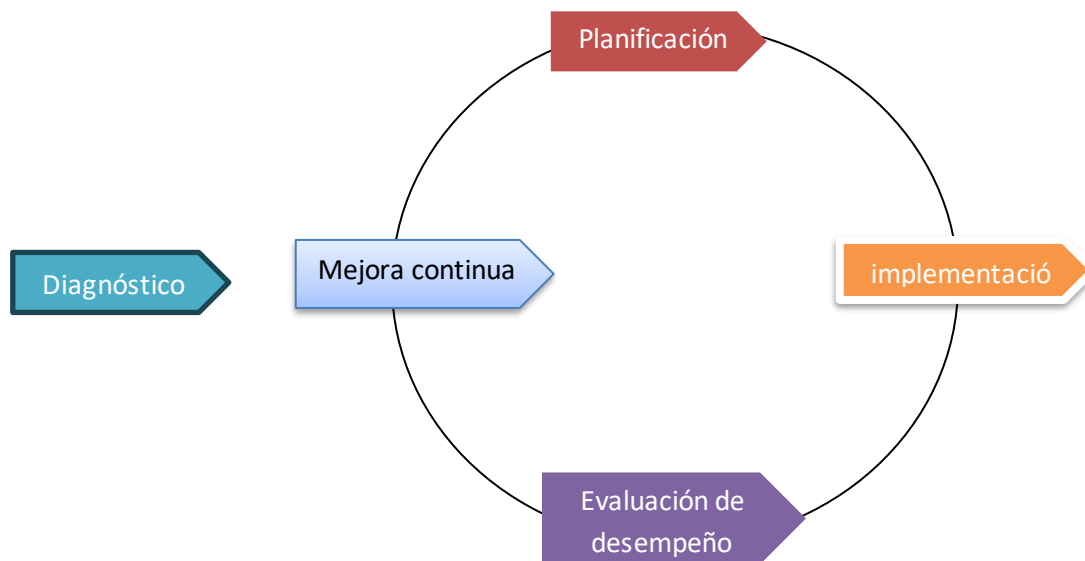 Planificación
Diagnóstico
Mejora continua
implementació
Evaluación de
desempeño